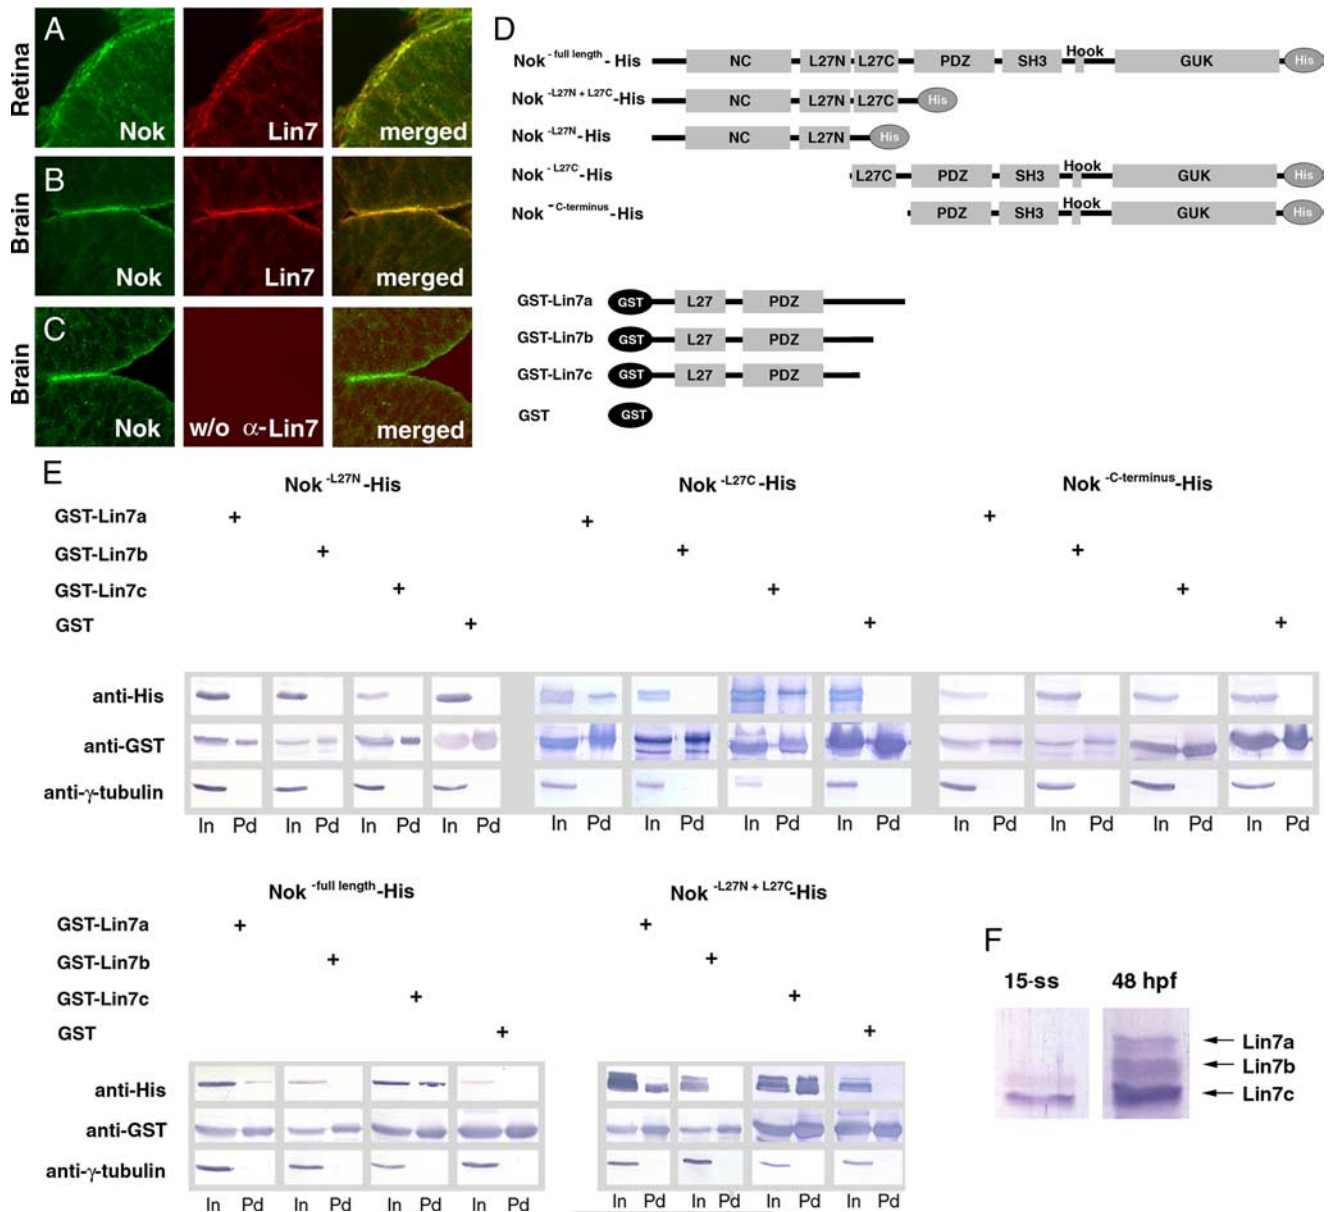 A
Retina
Nok
Lin7
merged
B
Brain
Nok
Lin7
merged
C
Brain
Nok
w/o α-Lin7
merged
D
Nok -full length- His
NC L27N L27C PDZ SH3 Hook GUK His
Nok -L27N + L27C-His
NC L27N L27C His
Nok -L27N-His
NC L27N His
Nok -L27C-His
L27C PDZ SH3 Hook GUK His
Nok -C-terminus-His
PDZ SH3 Hook GUK His
GST-Lin7a GST L27 PDZ
GST-Lin7b GST L27 PDZ
GST-Lin7c GST L27 PDZ
GST GST
E
Nok -L27N-His Nok -L27C-His Nok -C-terminus-His
GST-Lin7a + + +
GST-Lin7b + + +
GST-Lin7c + + +
GST + + +
anti-His
anti-GST
anti-γ-tubulin
In Pd In Pd In Pd In Pd In Pd In Pd In Pd In Pd In Pd In Pd In Pd In Pd
Nok -full length-His Nok -L27N + L27C-His
GST-Lin7a + +
GST-Lin7b + +
GST-Lin7c + +
GST + +
anti-His
anti-GST
anti-γ-tubulin
In Pd In Pd In Pd In Pd In Pd In Pd In Pd In Pd
F
15-ss 48 hpf
Lin7a
Lin7b
Lin7c